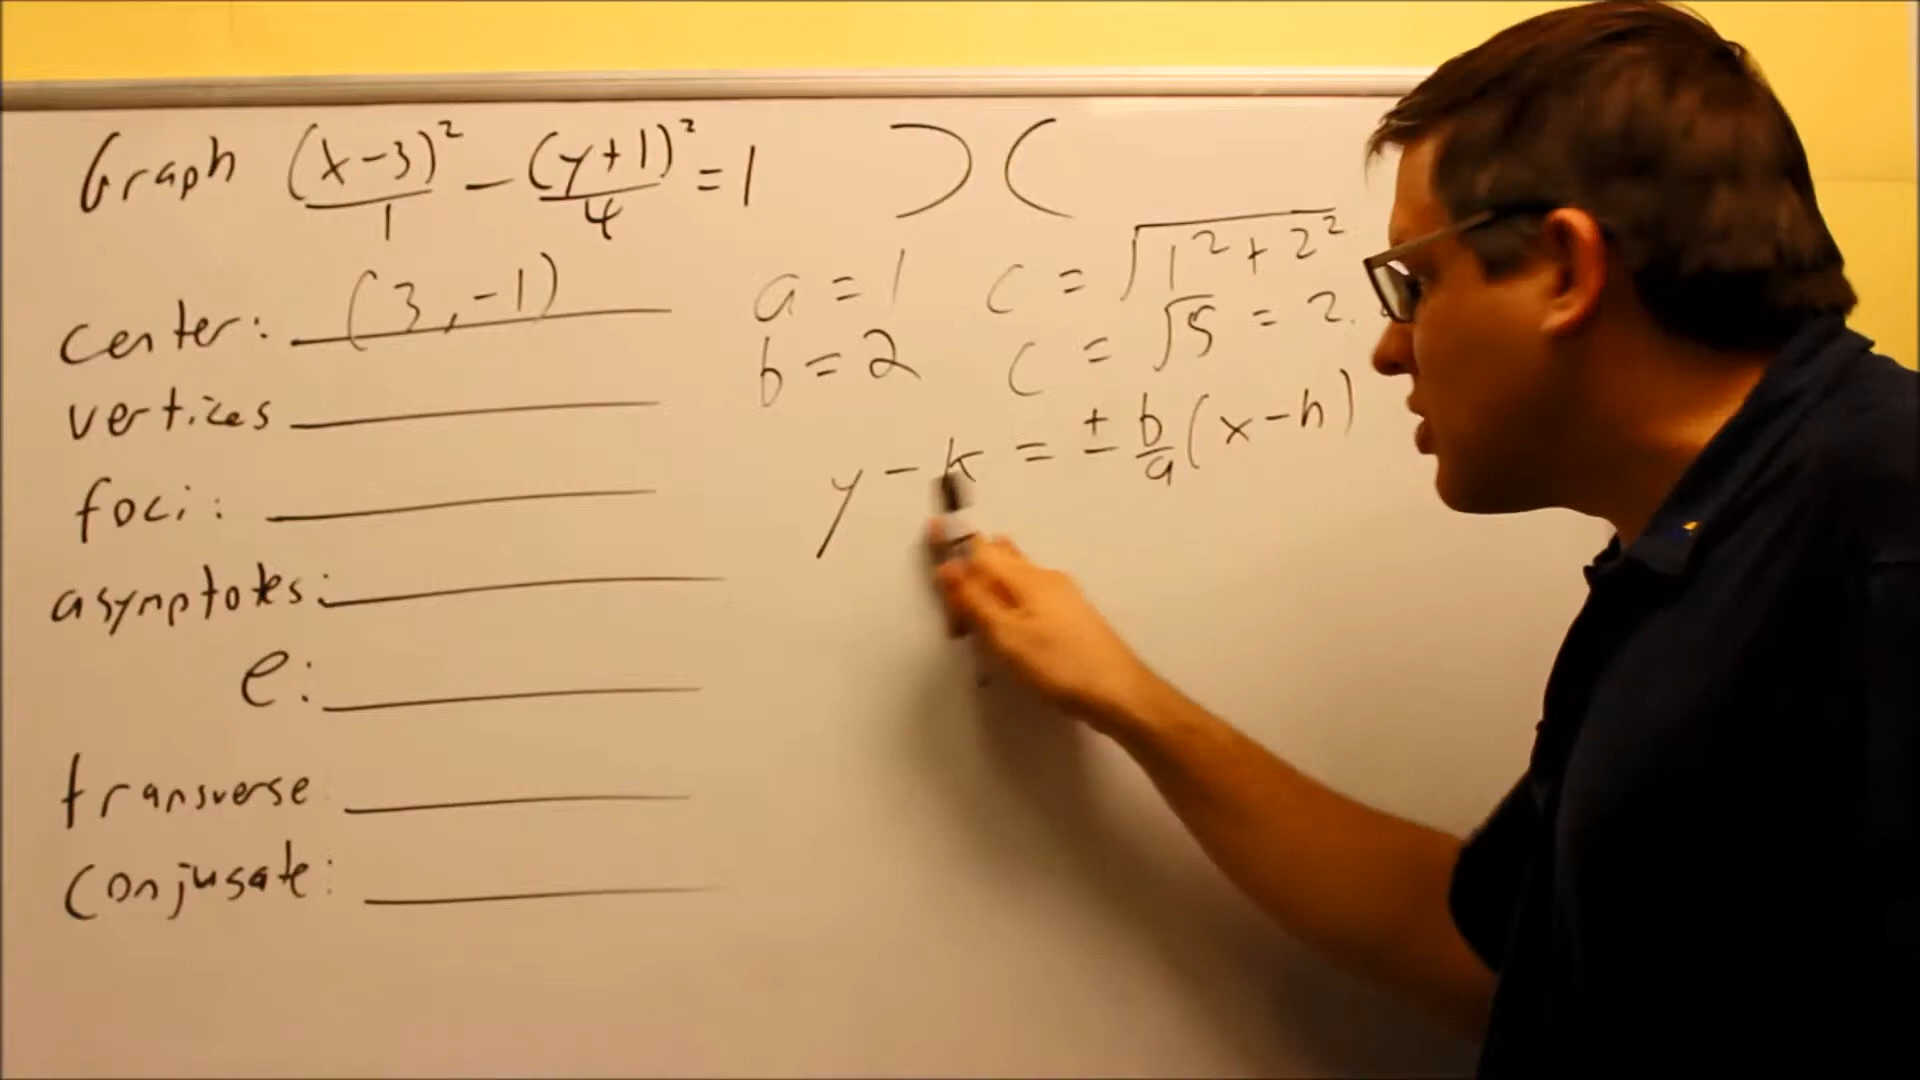 Graph (x-3)²/1 - (y+1)²/4 = 1
center: (3, -1)
vertices
foci:
asymptotes:
e:
transverse
conjugate:
a = 1
b = 2
c = √(1² + 2²)
c = √5 = 2.
y - k = ± b/a (x - h)